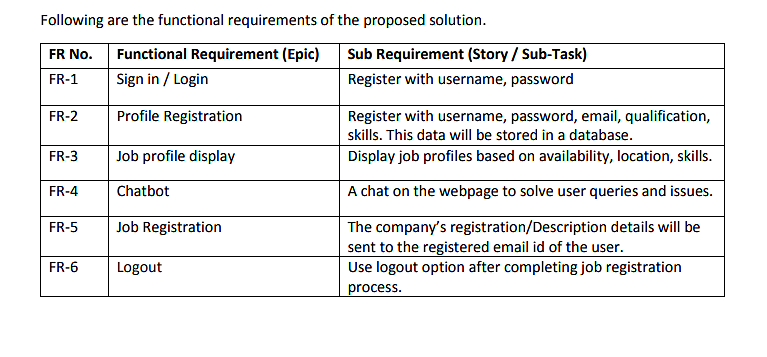 Following are the functional requirements of the proposed solution.
FR No. Functional Requirement (Epic) Sub Requirement (Story / Sub-Task)
FR-1 Sign in / Login Register with username, password
FR-2 Profile Registration Register with username, password, email, qualification,
skills. This data will be stored in a database.
FR-3 Job profile display Display job profiles based on availability, location, skills.
FR-4 Chatbot A chat on the webpage to solve user queries and issues.
FR-5 Job Registration The company’s registration/Description details will be
sent to the registered email id of the user.
FR-6 Logout Use logout option after completing job registration
process.